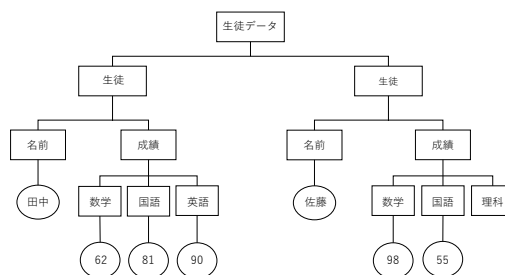 生徒データ
生徒 生徒
名前 成績 名前 成績
田中 数学 国語 英語 佐藤 数学 国語 理科
62 81 90 98 55